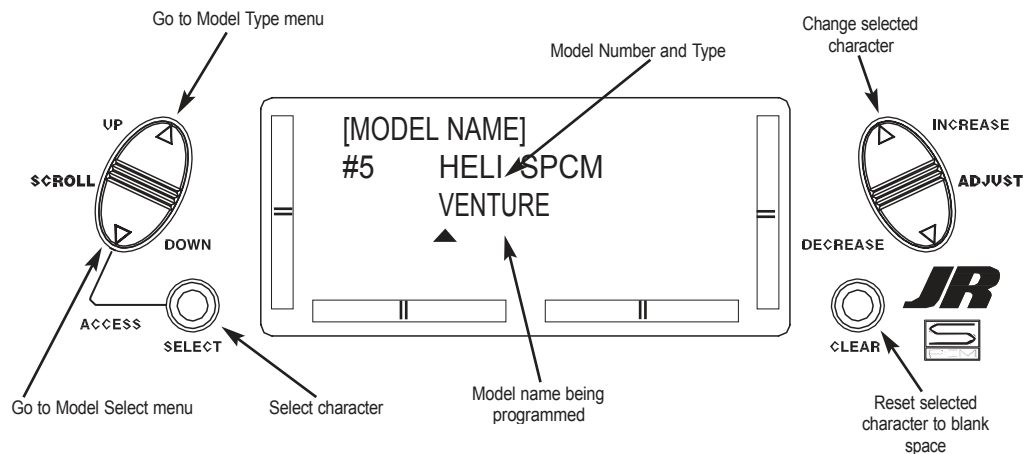 Go to Model Type menu
Model Number and Type
Change selected
character
UP
SCROLL
DOWN
ACCESS
SELECT
[MODEL NAME]
#5 HELI SPCM
VENTURE
INCREASE
ADJUST
DECREASE
CLEAR
JR
S
PCM
Go to Model Select menu
Select character
Model name being
programmed
Reset selected
character to blank
space